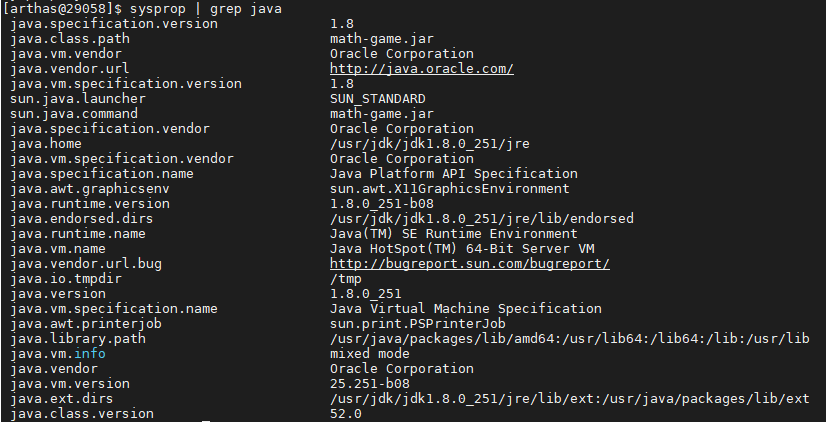 [arthas@29058]$ sysprop | grep java
java.specification.version 1.8
java.class.path math-game.jar
java.vm.vendor Oracle Corporation
java.vendor.url http://java.oracle.com/
java.vm.specification.version 1.8
sun.java.launcher SUN_STANDARD
sun.java.command math-game.jar
java.specification.vendor Oracle Corporation
java.home /usr/jdk/jdk1.8.0_251/jre
java.vm.specification.vendor Oracle Corporation
java.specification.name Java Platform API Specification
java.awt.graphicsenv sun.awt.X11GraphicsEnvironment
java.runtime.version 1.8.0_251-b08
java.endorsed.dirs /usr/jdk/jdk1.8.0_251/jre/lib/endorsed
java.runtime.name Java(TM) SE Runtime Environment
java.vm.name Java HotSpot(TM) 64-Bit Server VM
java.vendor.url.bug http://bugreport.sun.com/bugreport/
java.io.tmpdir /tmp
java.version 1.8.0_251
java.vm.specification.name Java Virtual Machine Specification
java.awt.printerjob sun.print.PSPrinterJob
java.library.path /usr/java/packages/lib/amd64:/usr/lib64:/lib64:/lib:/usr/lib
java.vm.info mixed mode
java.vendor Oracle Corporation
java.vm.version 25.251-b08
java.ext.dirs /usr/jdk/jdk1.8.0_251/jre/lib/ext:/usr/java/packages/lib/ext
java.class.version 52.0